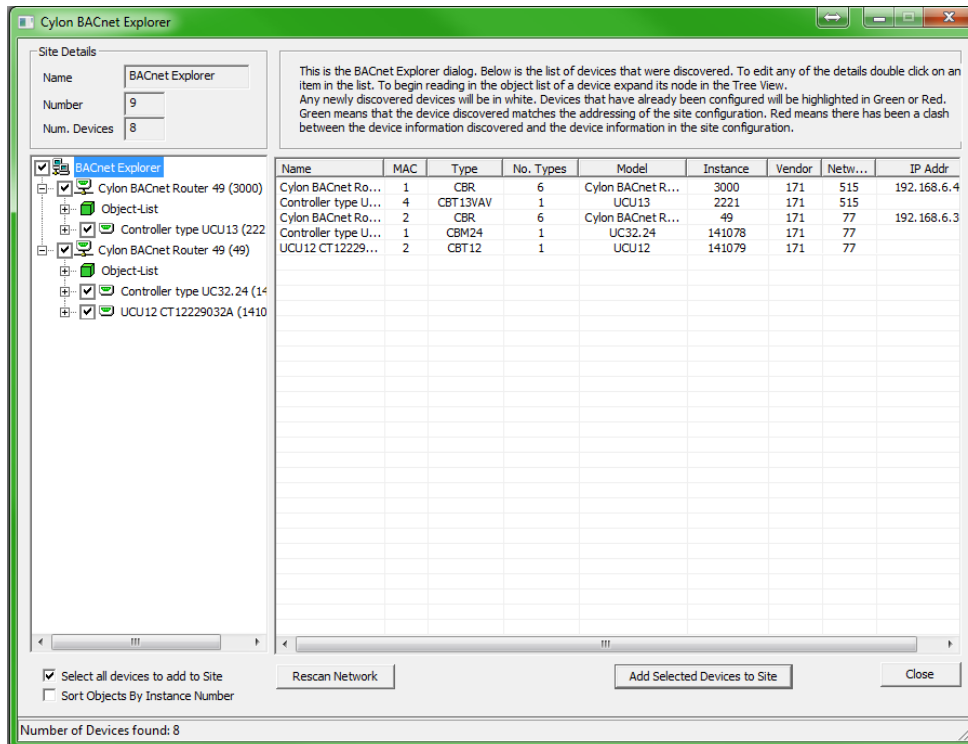 Cylon BACnet Explorer
Site Details
Name BACnet Explorer
Number 9
Num. Devices 8
This is the BACnet Explorer dialog. Below is the list of devices that were discovered. To edit any of the details double click on an
item in the list. To begin reading in the object list of a device expand its node in the Tree View.
Any newly discovered devices will be in white. Devices that have already been configured will be highlighted in Green or Red.
Green means that the device discovered matches the addressing of the site configuration. Red means there has been a clash
between the device information discovered and the device information in the site configuration.
BACnet Explorer
Cylon BACnet Router 49 (3000)
Object-List
Controller type UCU13 (222
Cylon BACnet Router 49 (49)
Object-List
Controller type UC32.24 (14
UCU12 CT12229032A (1410
Name MAC Type No. Types Model Instance Vendor Netw... IP Addr
Cylon BACnet Ro... 1 CBR 6 Cylon BACnet R... 3000 171 515 192.168.6.4
Controller type U... 4 CBT13VAV 1 UCU13 2221 171 515
Cylon BACnet Ro... 2 CBR 6 Cylon BACnet R... 49 171 77 192.168.6.3
Controller type U... 1 CBM24 1 UC32.24 141078 171 77
UCU12 CT12229... 2 CBT12 1 UCU12 141079 171 77
Select all devices to add to Site
Sort Objects By Instance Number
Rescan Network
Add Selected Devices to Site
Close
Number of Devices found: 8